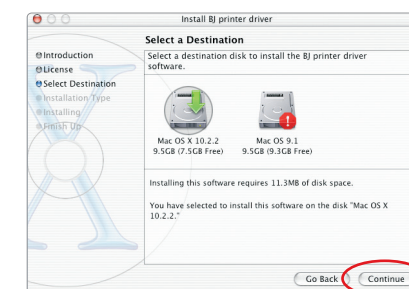 Install BJ printer driver
Select a Destination
Introduction
License
Select Destination
Installation Type
Installing
Finish Up
Select a destination disk to install the BJ printer driver
software.
Mac OS X 10.2.2
9.5GB (7.5GB Free)
Mac OS 9.1
9.5GB (9.3GB Free)
Installing this software requires 11.3MB of disk space.
You have selected to install this software on the disk "Mac OS X
10.2.2."
Go Back
Continue